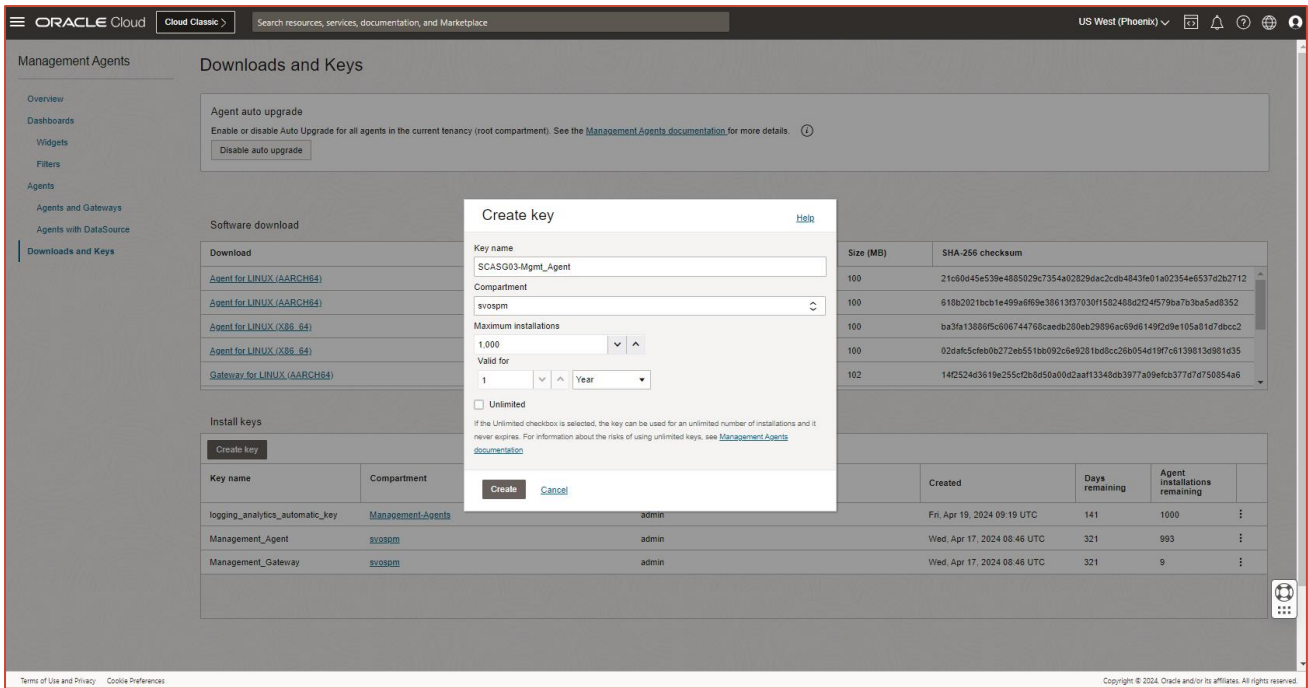 ORACLE Cloud
Cloud Classic >
Search resources, services, documentation, and Marketplace
US West (Phoenix)
Management Agents
Overview
Dashboards
Widgets
Filters
Agents
Agents and Gateways
Agents with DataSource
Downloads and Keys
Downloads and Keys
Agent auto upgrade
Enable or disable Auto Upgrade for all agents in the current tenancy (root compartment). See the Management Agents documentation for more details.
Disable auto upgrade
Software download
Download Size (MB) SHA-256 checksum
Agent for LINUX (AARCH64) 100 21c60d45e539e4885029c7354a02829dac2cdb4843fe01a02354e6537d2b2712
Agent for LINUX (AARCH64) 100 618b2021bcb1e499a6f69e38613f37030f1582488d2f24f579ba7b3ba5ad8352
Agent for LINUX (X86_64) 100 ba3fa13886f5c606744768caedb280eb29896ac69d6149f2d9e105a81d7dbcc2
Agent for LINUX (X86_64) 100 02dafc5cfeb0b272eb551bb092c6e9281bd8cc26b054d19f7c6139813d981d35
Gateway for LINUX (AARCH64) 102 14f2524d3619e255cf2b8d50a00d2aaf13348db3977a09efcb377d7d750854a6
Create key
Help
Key name
SCASG03-Mgmt_Agent
Compartment
svospm
Maximum installations
1,000
Valid for
1 Year
Unlimited
If the Unlimited checkbox is selected, the key can be used for an unlimited number of installations and it
never expires. For information about the risks of using unlimited keys, see Management Agents
documentation
Create Cancel
Install keys
Create key
Key name Compartment Created Days remaining Agent installations remaining
logging_analytics_automatic_key Management-Agents admin Fri, Apr 19, 2024 09:19 UTC 141 1000
Management_Agent svospm admin Wed, Apr 17, 2024 08:46 UTC 321 993
Management_Gateway svospm admin Wed, Apr 17, 2024 08:46 UTC 321 9
Terms of Use and Privacy Cookie Preferences
Copyright © 2024, Oracle and/or its affiliates. All rights reserved.